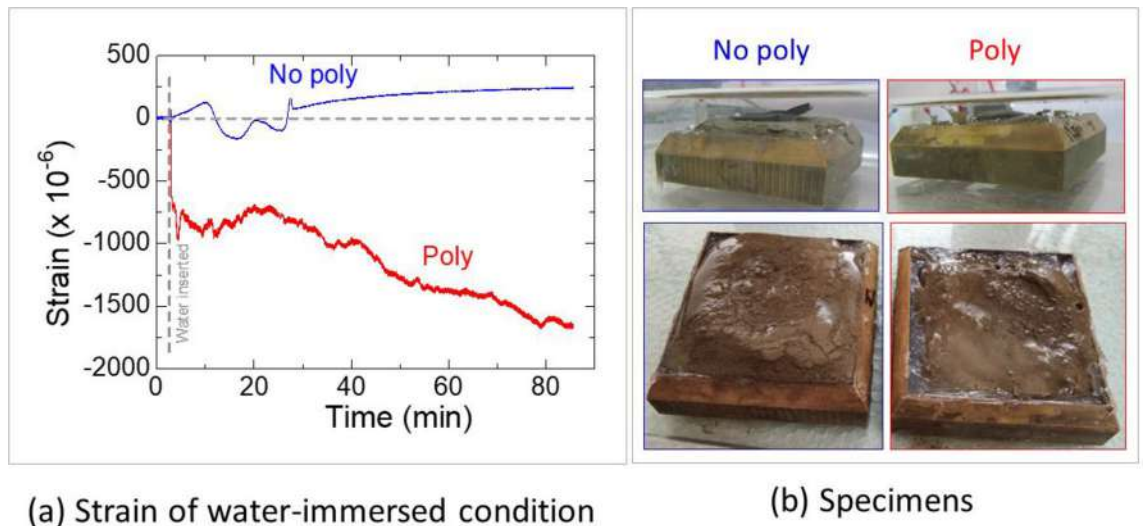 500
0
-500
-1000
-1500
-2000
Strain (x 10⁻⁶)
No poly
Poly
Water inserted
0 20 40 60 80
Time (min)
(a) Strain of water-immersed condition
No poly Poly
(b) Specimens